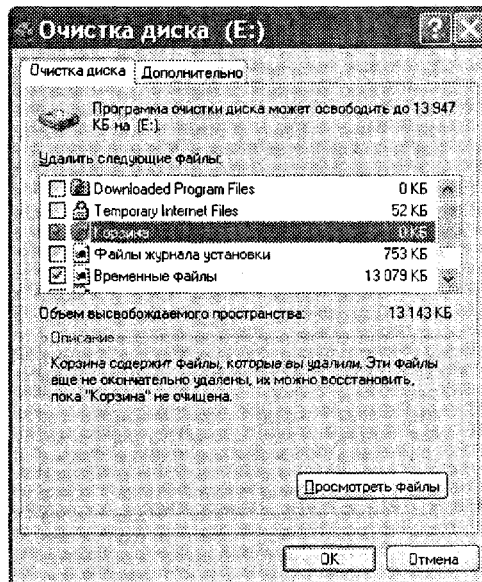 Очистка диска (E:)
Очистка диска Дополнительно
Программа очистки диска может освободить до 13 947
КБ на (E:).
Удалить следующие файлы:
Downloaded Program Files 0 КБ
Temporary Internet Files 52 КБ
Корзина 0 КБ
Файлы журнала установки 753 КБ
Временные файлы 13 079 КБ
Объем высвобождаемого пространства: 13 143 КБ
Описание
Корзина содержит файлы, которые вы удалили. Эти файлы
еще не окончательно удалены, их можно восстановить,
пока "Корзина" не очищена.
Просмотреть файлы
OK Отмена